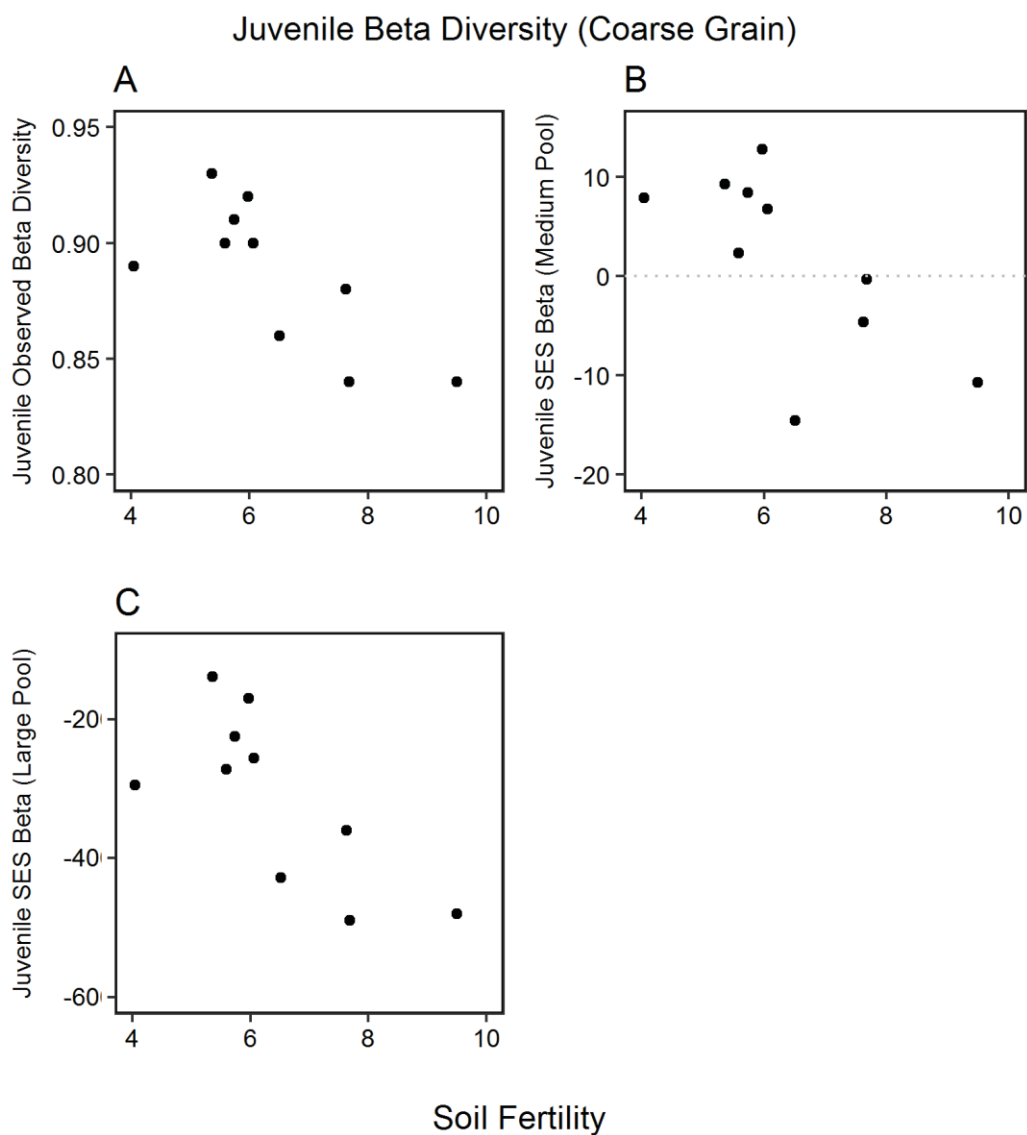 Juvenile Beta Diversity (Coarse Grain)
A
Juvenile Observed Beta Diversity
0.95
0.90
0.85
0.80
4 6 8 10
B
Juvenile SES Beta (Medium Pool)
10
0
-10
-20
4 6 8 10
C
Juvenile SES Beta (Large Pool)
-20
-40
-60
4 6 8 10
Soil Fertility